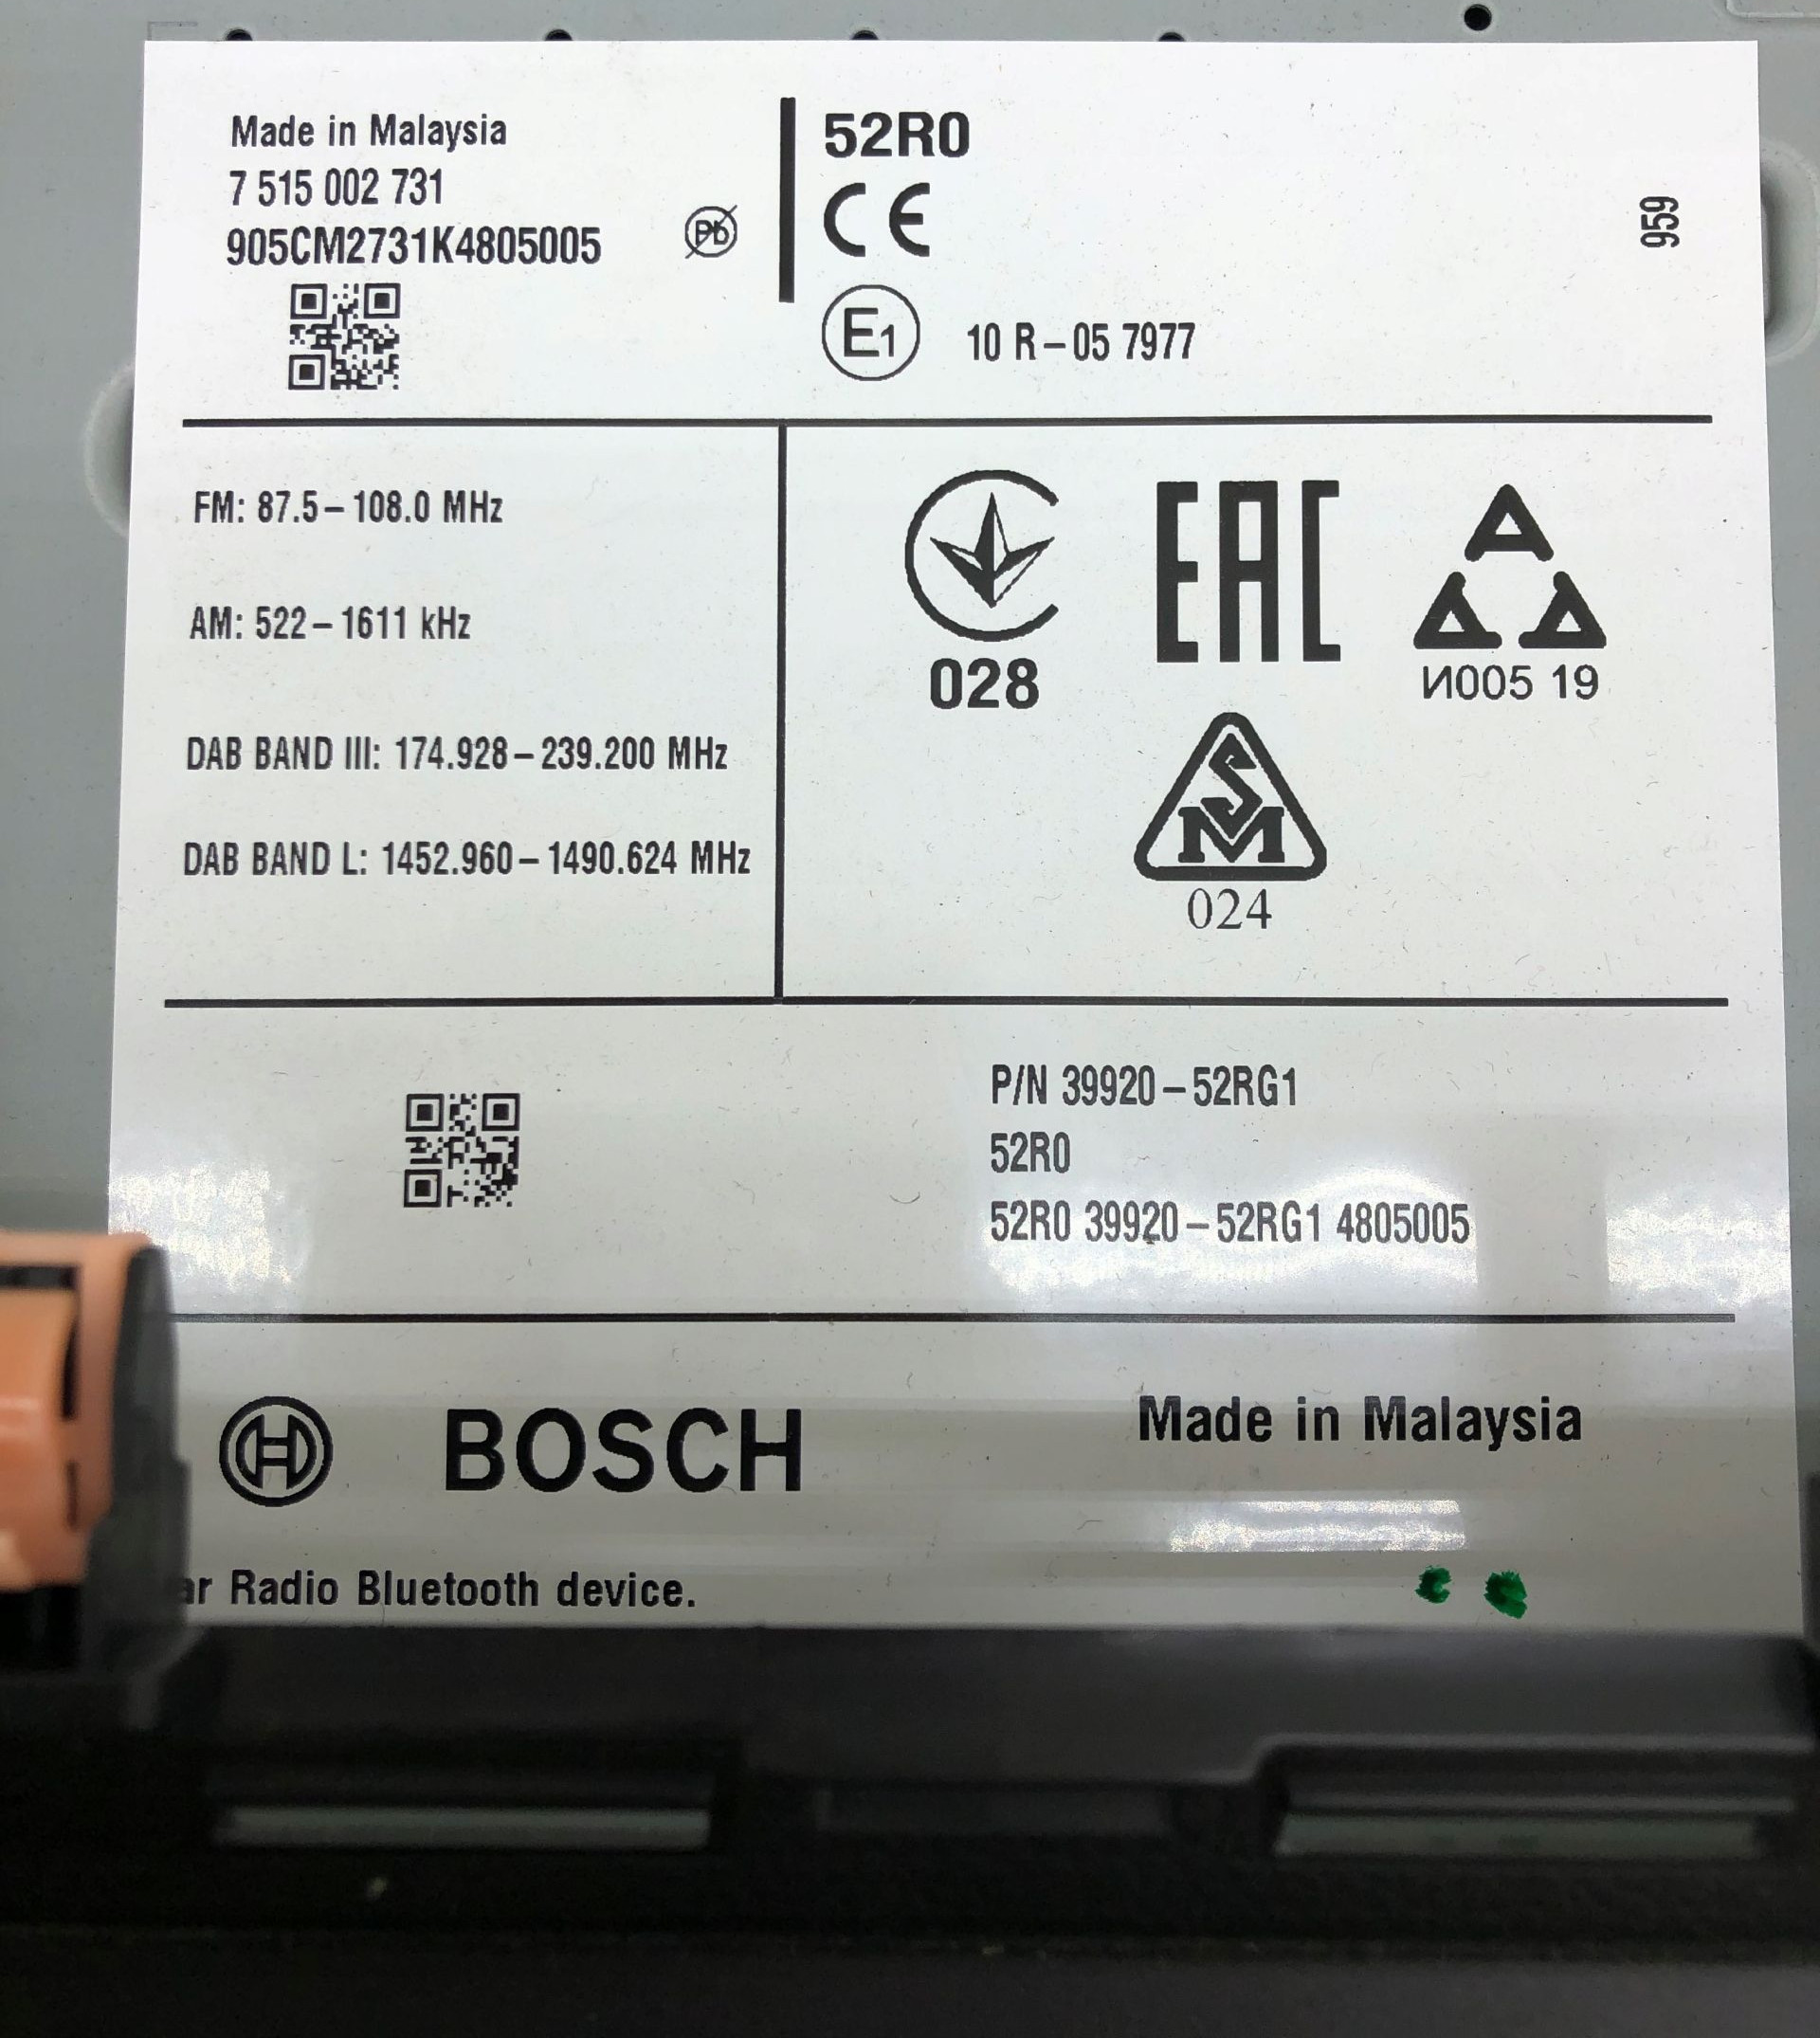 Made in Malaysia
7 515 002 731
905CM2731K4805005
Pb
52R0
CE
E1 10 R-05 7977
959
FM: 87.5-108.0 MHz
AM: 522-1611 kHz
DAB BAND III: 174.928-239.200 MHz
DAB BAND L: 1452.960-1490.624 MHz
028
EAC
И005 19
SM
024
P/N 39920-52RG1
52R0
52R0 39920-52RG1 4805005
BOSCH
Made in Malaysia
ar Radio Bluetooth device.